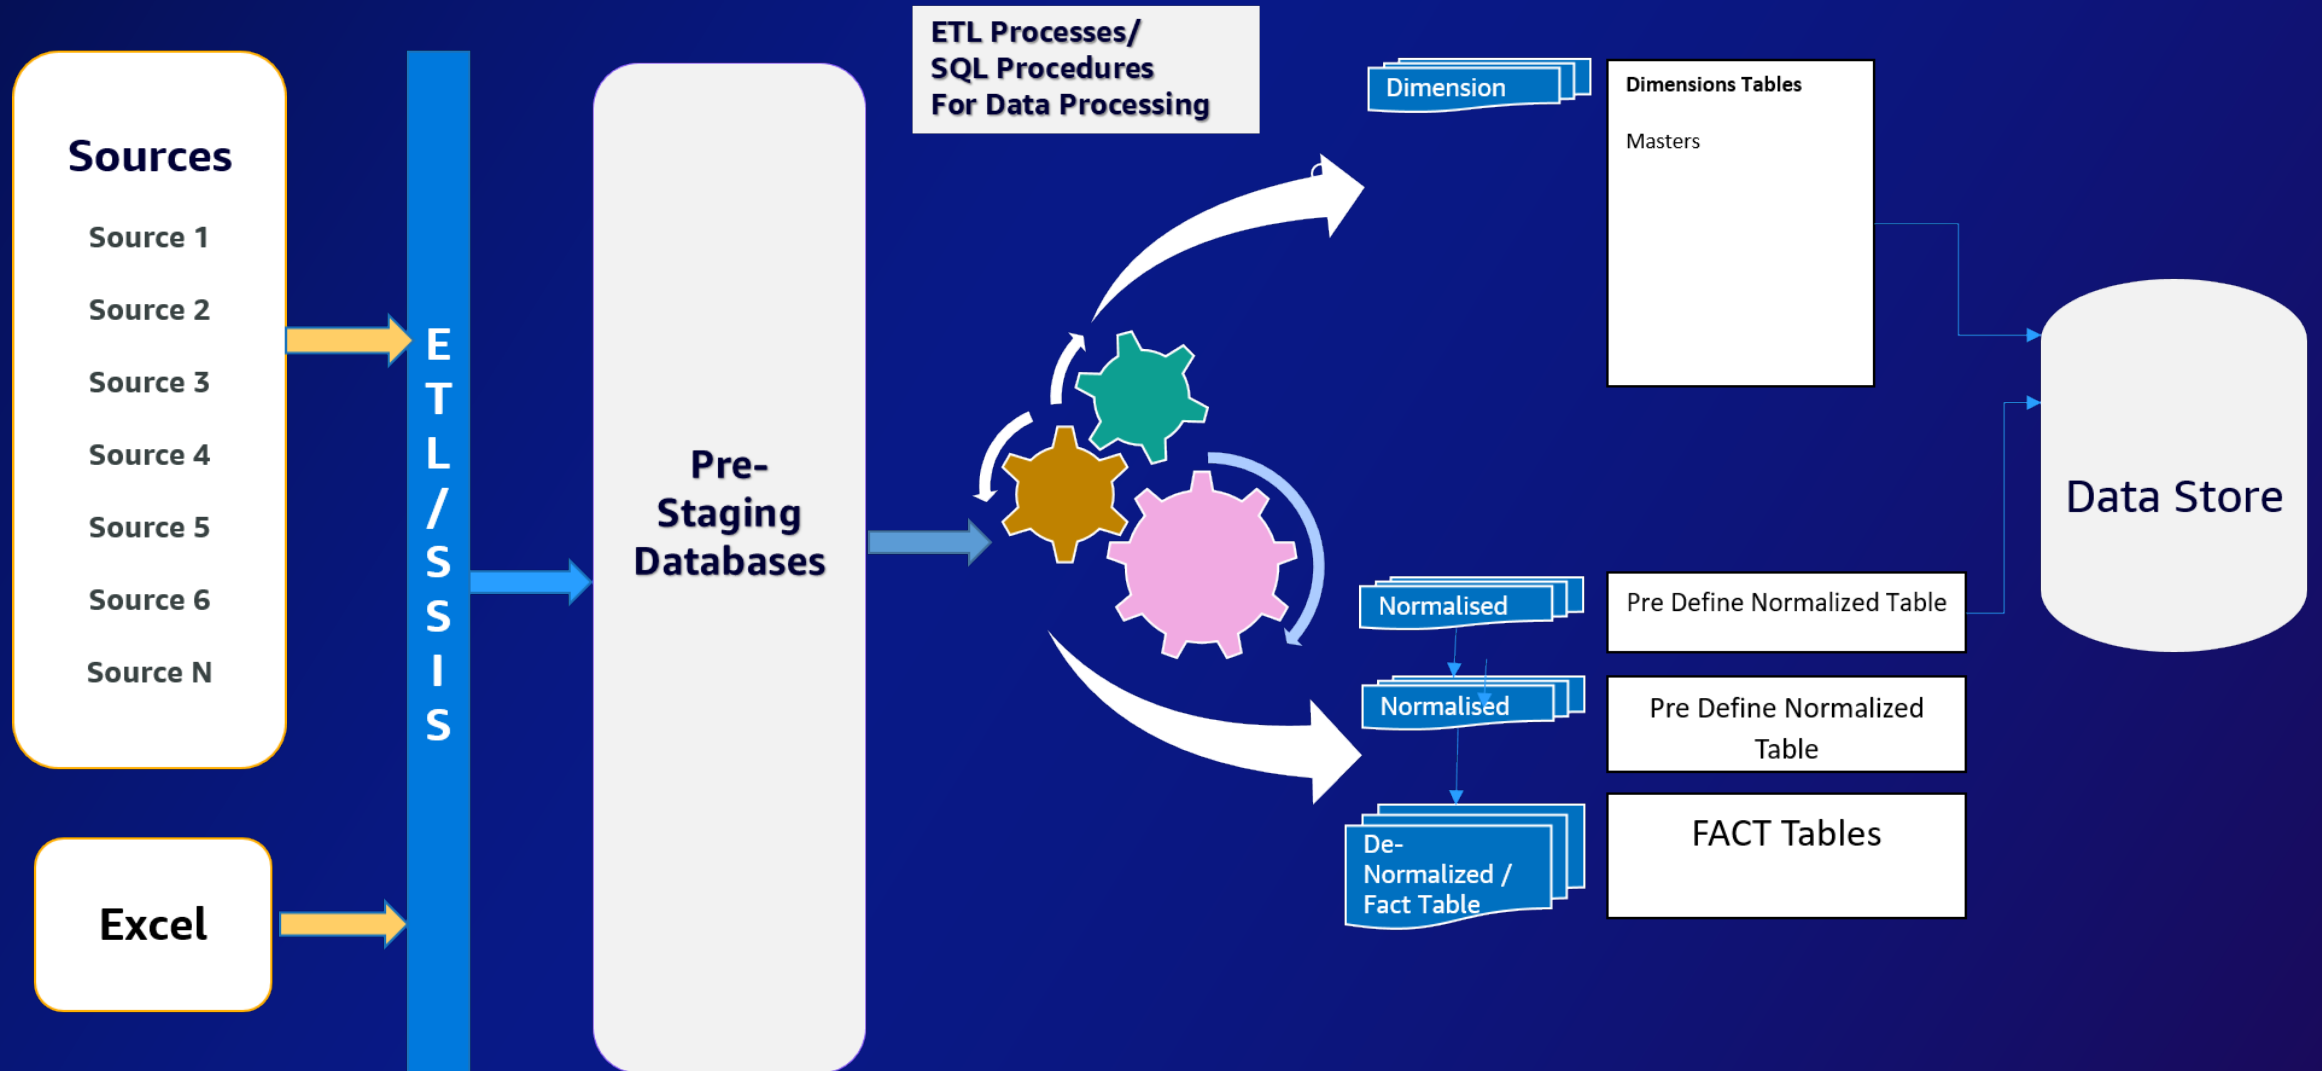 Sources
Source 1
Source 2
Source 3
Source 4
Source 5
Source 6
Source N
Excel
E
T
L
/
S
S
I
S
Pre-
Staging
Databases
ETL Processes/
SQL Procedures
For Data Processing
Dimension
Dimensions Tables
Masters
Normalised
Pre Define Normalized Table
Normalised
Pre Define Normalized
Table
De-
Normalized /
Fact Table
FACT Tables
Data Store